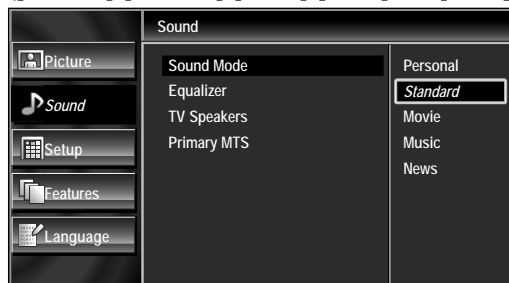 Sound
Picture
Sound
Setup
Features
Language
Sound Mode
Equalizer
TV Speakers
Primary MTS
Personal
Standard
Movie
Music
News